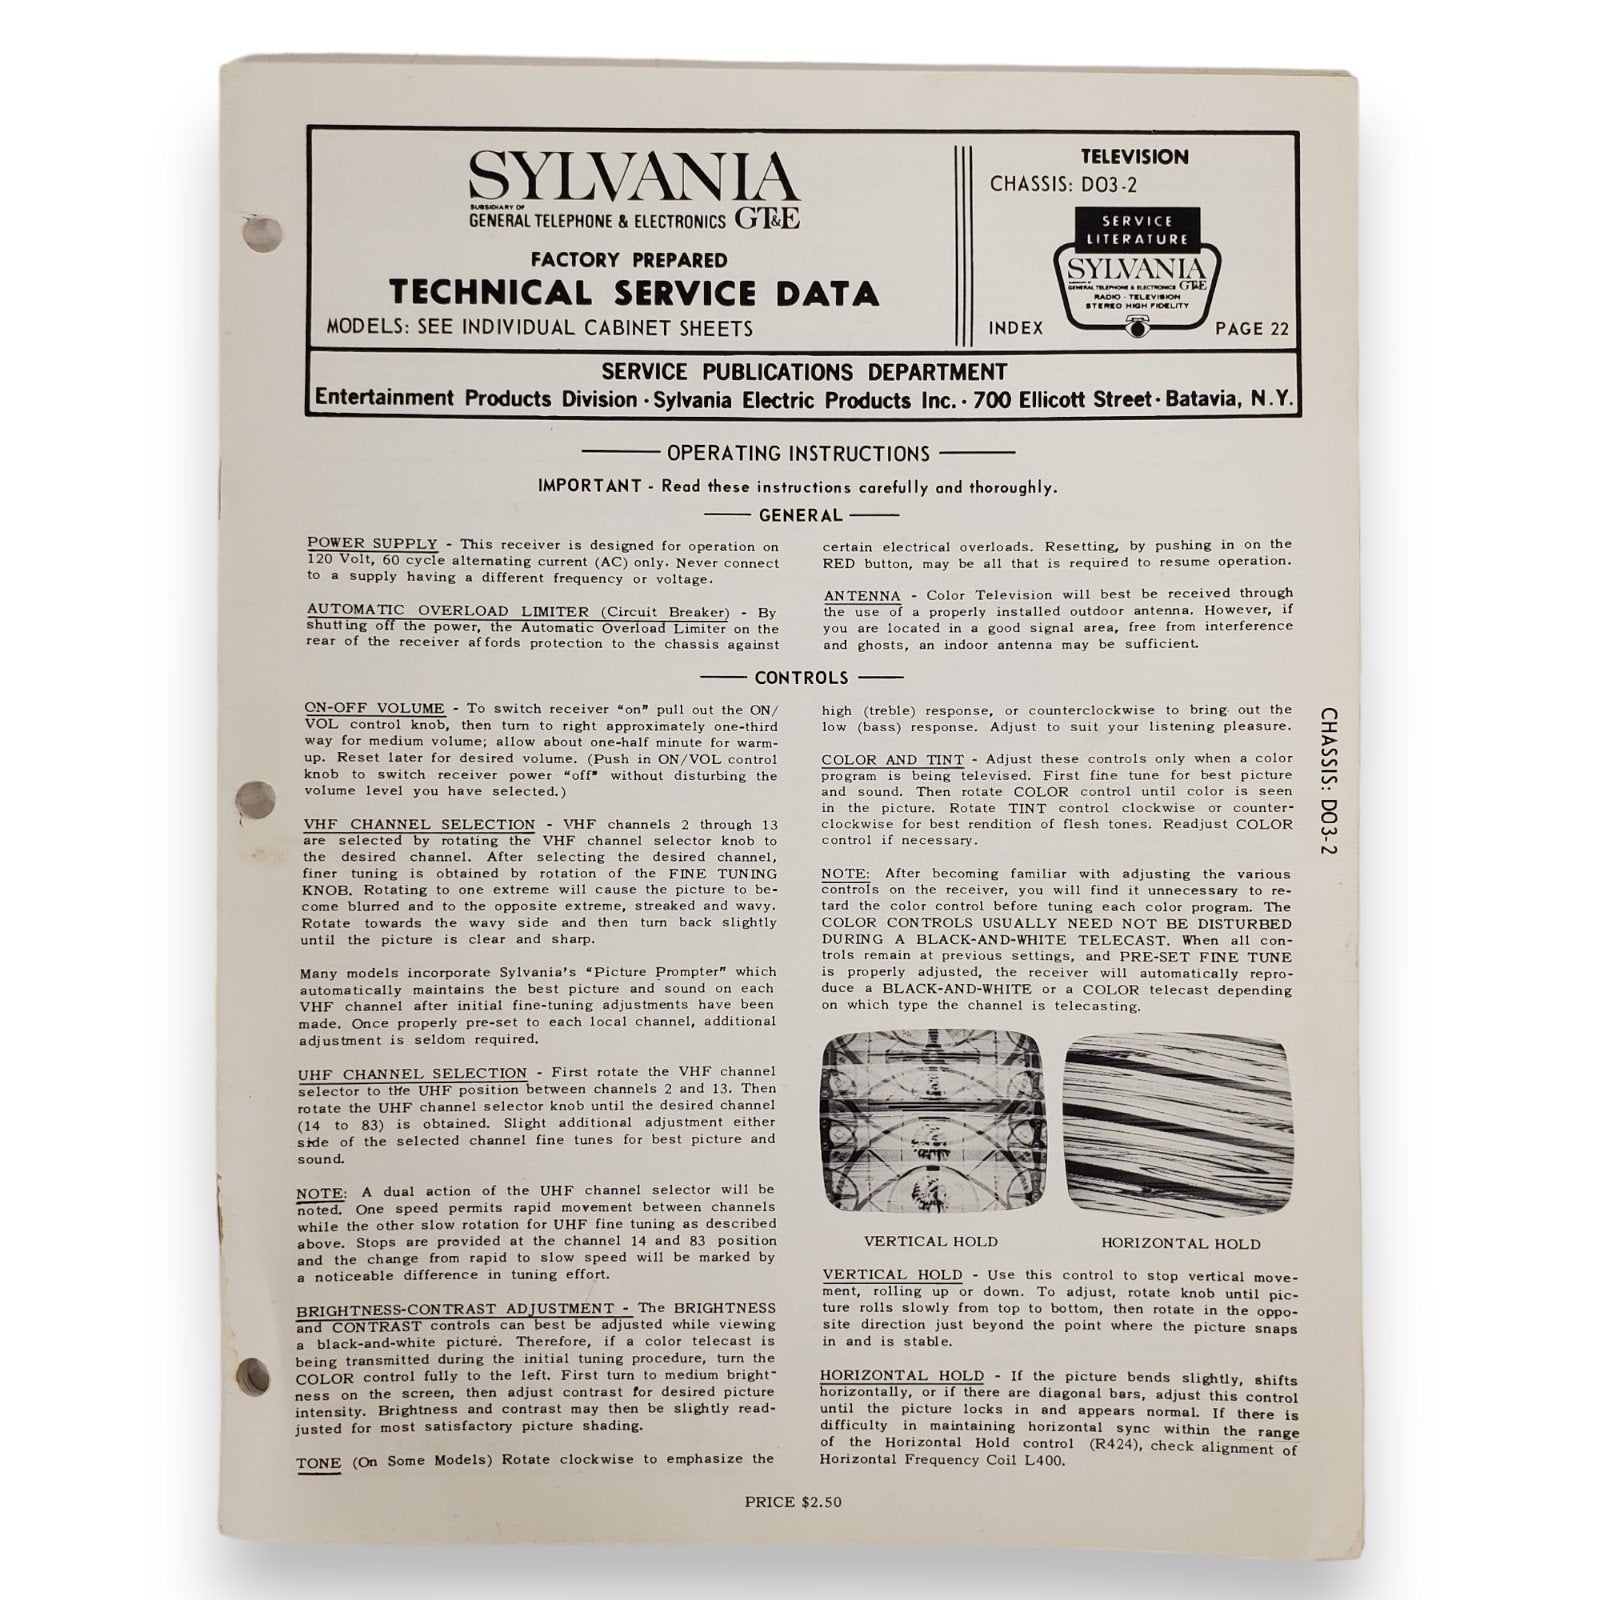 SYLVANIA
SUBSIDIARY OF
GENERAL TELEPHONE & ELECTRONICS GT&E
FACTORY PREPARED
TECHNICAL SERVICE DATA
MODELS: SEE INDIVIDUAL CABINET SHEETS
TELEVISION
CHASSIS: D03-2
SERVICE
LITERATURE
SYLVANIA
GENERAL TELEPHONE & ELECTRONICS GT&E
RADIO - TELEVISION
STEREO HIGH FIDELITY
INDEX PAGE 22
SERVICE PUBLICATIONS DEPARTMENT
Entertainment Products Division · Sylvania Electric Products Inc. · 700 Ellicott Street · Batavia, N.Y.
OPERATING INSTRUCTIONS
IMPORTANT - Read these instructions carefully and thoroughly.
GENERAL
POWER SUPPLY - This receiver is designed for operation on
120 Volt, 60 cycle alternating current (AC) only. Never connect
to a supply having a different frequency or voltage.
AUTOMATIC OVERLOAD LIMITER (Circuit Breaker) - By
shutting off the power, the Automatic Overload Limiter on the
rear of the receiver affords protection to the chassis against
certain electrical overloads. Resetting, by pushing in on the
RED button, may be all that is required to resume operation.
ANTENNA - Color Television will best be received through
the use of a properly installed outdoor antenna. However, if
you are located in a good signal area, free from interference
and ghosts, an indoor antenna may be sufficient.
CONTROLS
ON-OFF VOLUME - To switch receiver "on" pull out the ON/
VOL control knob, then turn to right approximately one-third
way for medium volume; allow about one-half minute for warm-
up. Reset later for desired volume. (Push in ON/VOL control
knob to switch receiver power "off" without disturbing the
volume level you have selected.)
VHF CHANNEL SELECTION - VHF channels 2 through 13
are selected by rotating the VHF channel selector knob to
the desired channel. After selecting the desired channel,
finer tuning is obtained by rotation of the FINE TUNING
KNOB. Rotating to one extreme will cause the picture to be-
come blurred and to the opposite extreme, streaked and wavy.
Rotate towards the wavy side and then turn back slightly
until the picture is clear and sharp.
Many models incorporate Sylvania's "Picture Prompter" which
automatically maintains the best picture and sound on each
VHF channel after initial fine-tuning adjustments have been
made. Once properly pre-set to each local channel, additional
adjustment is seldom required.
UHF CHANNEL SELECTION - First rotate the VHF channel
selector to the UHF position between channels 2 and 13. Then
rotate the UHF channel selector knob until the desired channel
(14 to 83) is obtained. Slight additional adjustment either
side of the selected channel fine tunes for best picture and
sound.
NOTE: A dual action of the UHF channel selector will be
noted. One speed permits rapid movement between channels
while the other slow rotation for UHF fine tuning as described
above. Stops are provided at the channel 14 and 83 position
and the change from rapid to slow speed will be marked by
a noticeable difference in tuning effort.
BRIGHTNESS-CONTRAST ADJUSTMENT - The BRIGHTNESS
and CONTRAST controls can best be adjusted while viewing
a black-and-white picture. Therefore, if a color telecast is
being transmitted during the initial tuning procedure, turn the
COLOR control fully to the left. First turn to medium bright-
ness on the screen, then adjust contrast for desired picture
intensity. Brightness and contrast may then be slightly read-
justed for most satisfactory picture shading.
TONE (On Some Models) Rotate clockwise to emphasize the
high (treble) response, or counterclockwise to bring out the
low (bass) response. Adjust to suit your listening pleasure.
COLOR AND TINT - Adjust these controls only when a color
program is being televised. First fine tune for best picture
and sound. Then rotate COLOR control until color is seen
in the picture. Rotate TINT control clockwise or counter-
clockwise for best rendition of flesh tones. Readjust COLOR
control if necessary.
NOTE: After becoming familiar with adjusting the various
controls on the receiver, you will find it unnecessary to re-
tard the color control before tuning each color program. The
COLOR CONTROLS USUALLY NEED NOT BE DISTURBED
DURING A BLACK-AND-WHITE TELECAST. When all con-
trols remain at previous settings, and PRE-SET FINE TUNE
is properly adjusted, the receiver will automatically repro-
duce a BLACK-AND-WHITE or a COLOR telecast depending
on which type the channel is telecasting.
VERTICAL HOLD
HORIZONTAL HOLD
VERTICAL HOLD - Use this control to stop vertical move-
ment, rolling up or down. To adjust, rotate knob until pic-
ture rolls slowly from top to bottom, then rotate in the oppo-
site direction just beyond the point where the picture snaps
in and is stable.
HORIZONTAL HOLD - If the picture bends slightly, shifts
horizontally, or if there are diagonal bars, adjust this control
until the picture locks in and appears normal. If there is
difficulty in maintaining horizontal sync within the range
of the Horizontal Hold control (R424), check alignment of
Horizontal Frequency Coil L400.
CHASSIS: D03-2
PRICE $2.50